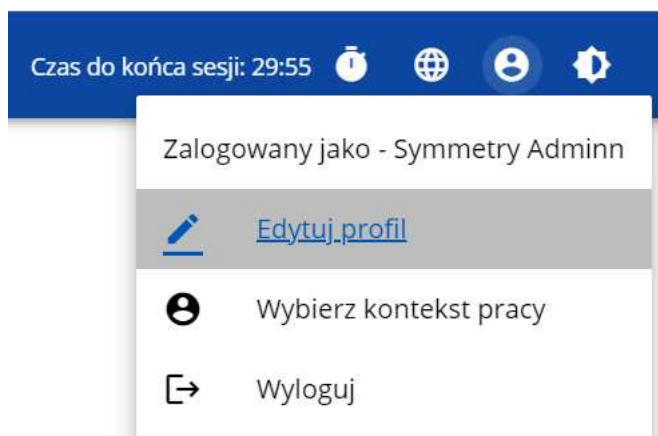 Czas do końca sesji: 29:55
Zalogowany jako - Symmetry Adminn
Edytuj profil
Wybierz kontekst pracy
Wyloguj